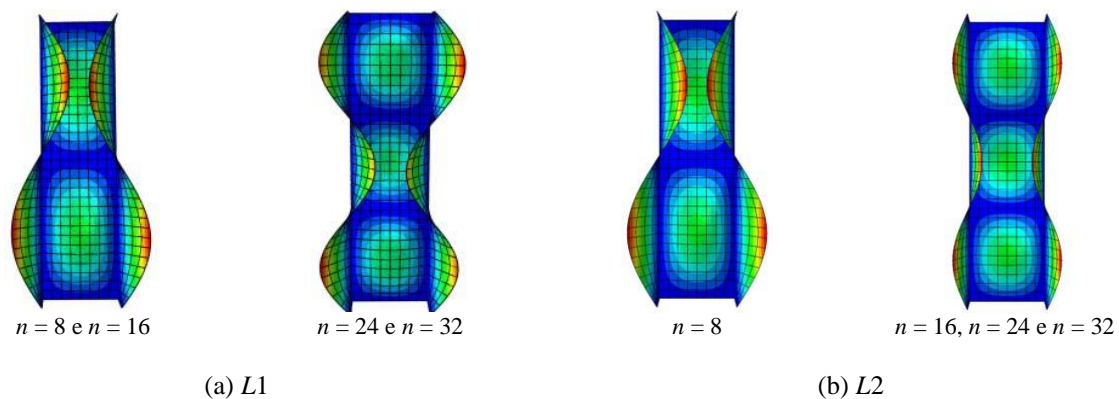 n = 8 e n = 16
n = 24 e n = 32
n = 8
n = 16, n = 24 e n = 32
(a) L1
(b) L2